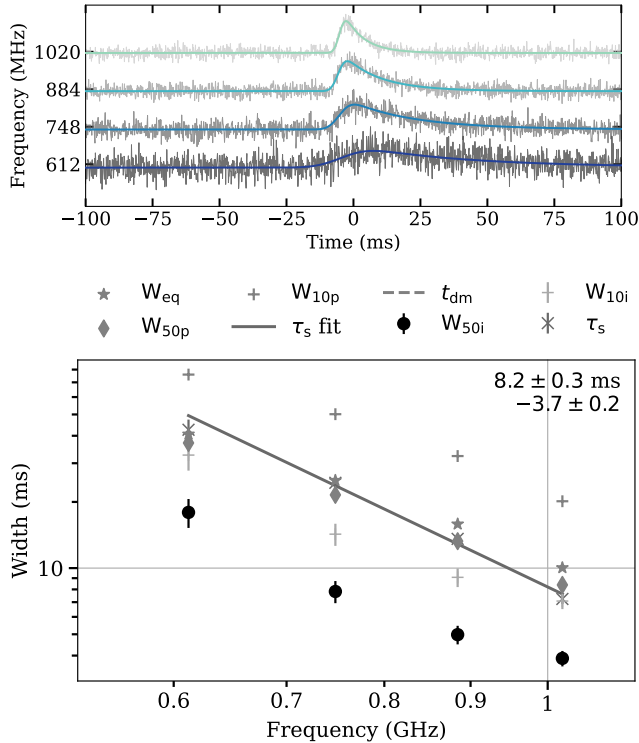 Frequency (MHz)
1020
884
748
612
−100 −75 −50 −25 0 25 50 75 100
Time (ms)
W_eq W_10p t_dm W_10i
W_50p τ_s fit W_50i τ_s
8.2 ± 0.3 ms
−3.7 ± 0.2
Width (ms)
10
0.6 0.7 0.8 0.9 1
Frequency (GHz)